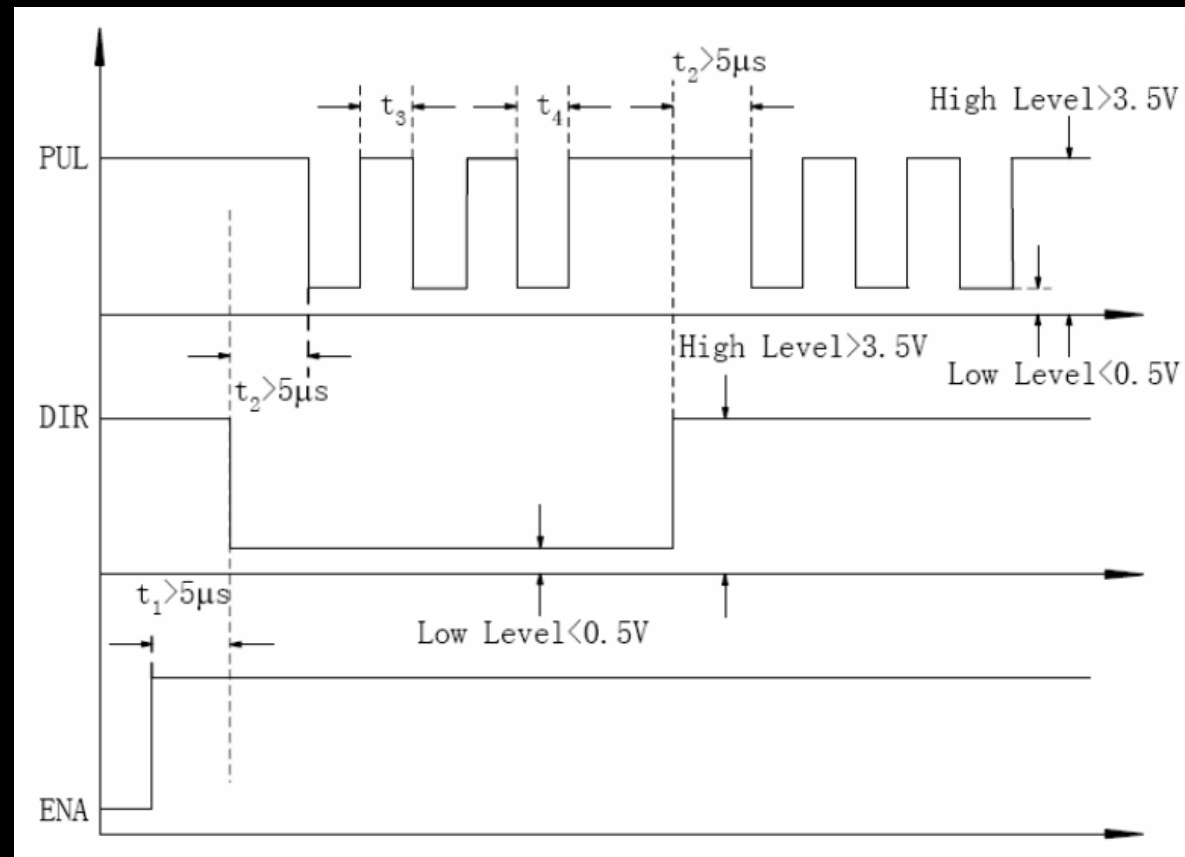 t₂>5μs
High Level>3.5V
t₃
t₄
PUL
High Level>3.5V
Low Level<0.5V
t₂>5μs
DIR
t₁>5μs
Low Level<0.5V
ENA